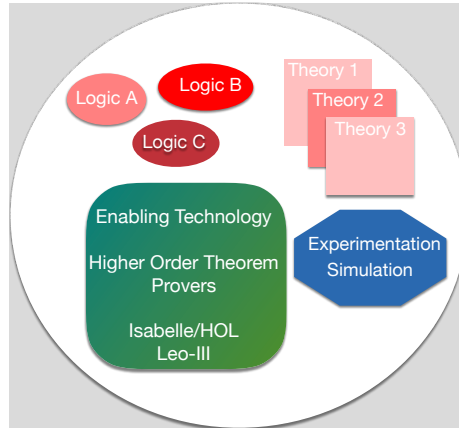 Logic A
Logic B
Logic C
Theory 1
Theory 2
Theory 3
Enabling Technology
Higher Order Theorem
Provers
Isabelle/HOL
Leo-III
Experimentation
Simulation